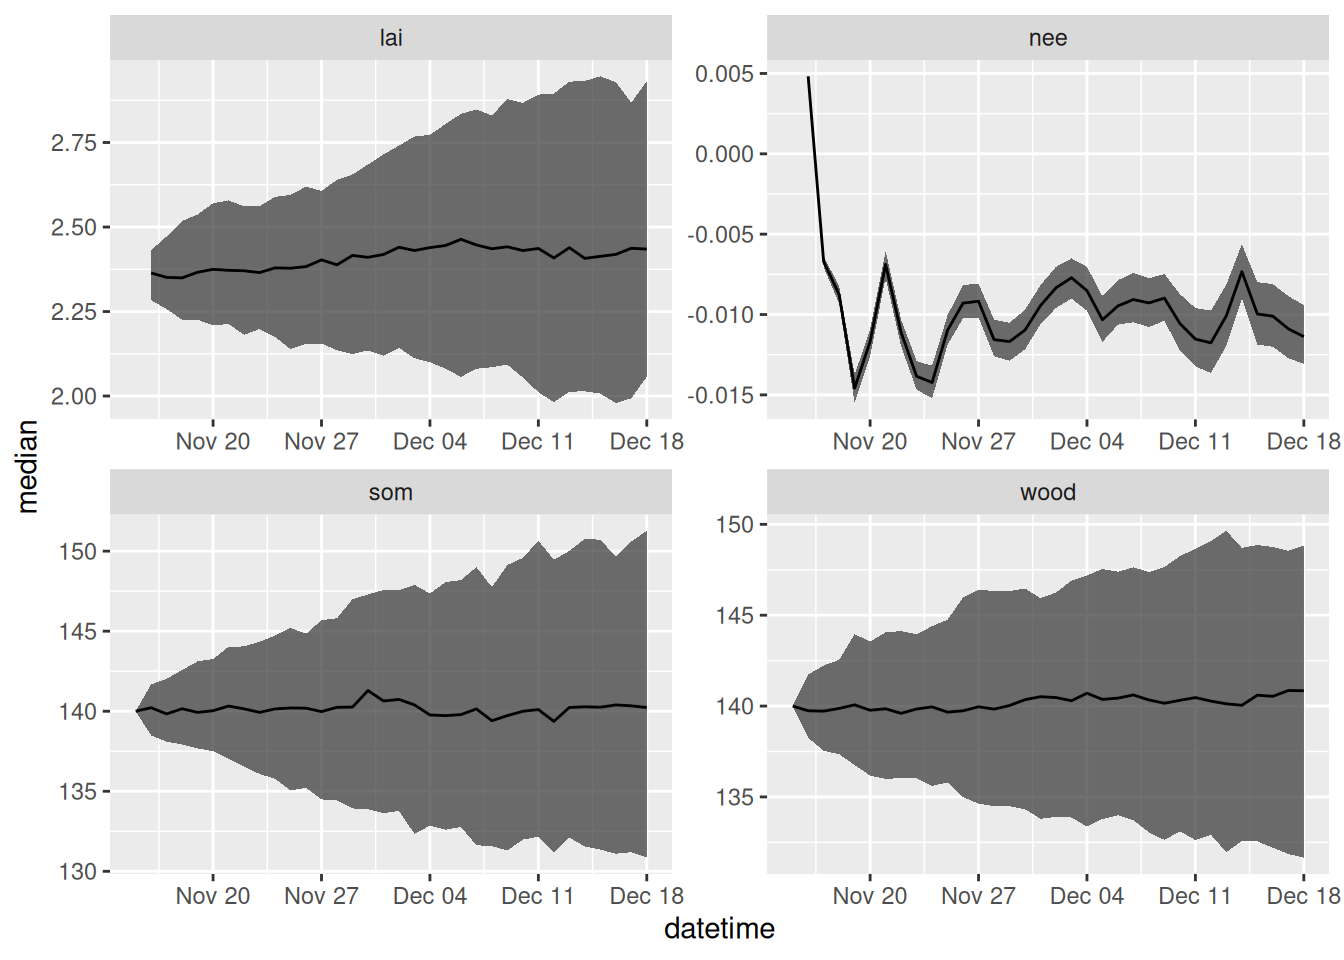 lai
nee
2.75
2.50
2.25
2.00
0.005
0.000
-0.005
-0.010
-0.015
Nov 20 Nov 27 Dec 04 Dec 11 Dec 18
Nov 20 Nov 27 Dec 04 Dec 11 Dec 18
median
som
wood
150
145
140
135
130
150
145
140
135
Nov 20 Nov 27 Dec 04 Dec 11 Dec 18
Nov 20 Nov 27 Dec 04 Dec 11 Dec 18
datetime